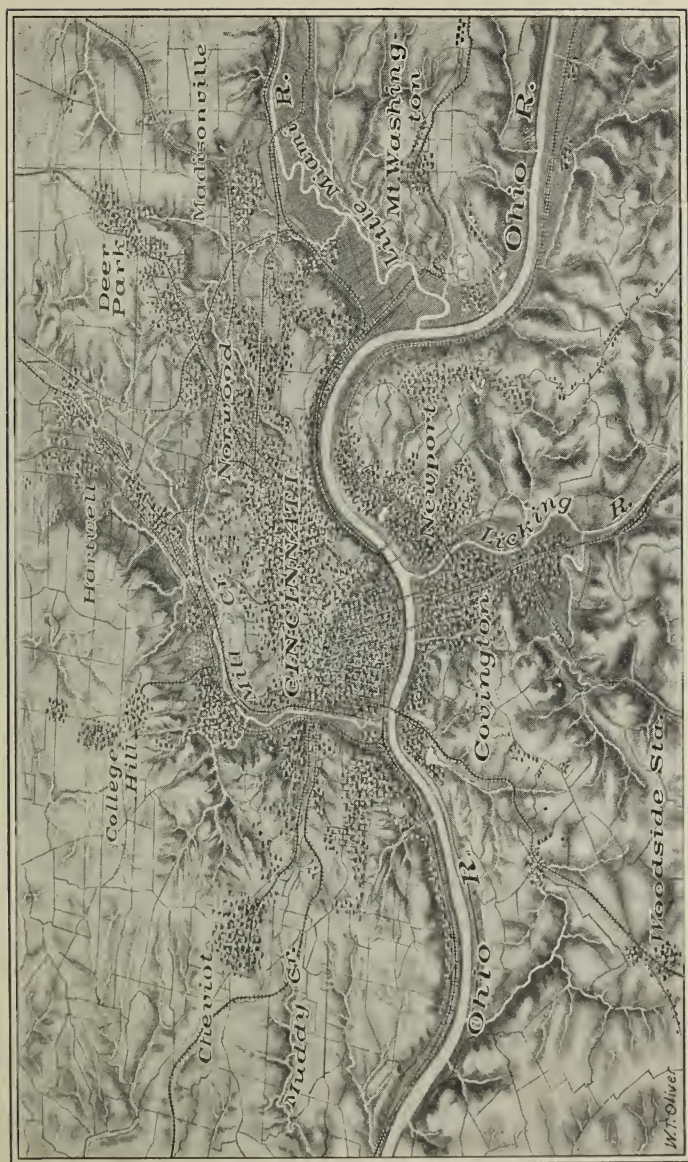 College
Hill
Hartwell
Deer
Park
Madisonville
Cheviot
Mill Cr.
Norwood
Muddy Cr.
CINCINNATI
Little Miami R.
Mt Washing-
ton
Ohio R.
Covington
Newport
Licking R.
Ohio R.
Woodside Sta.
W.T. Oliver